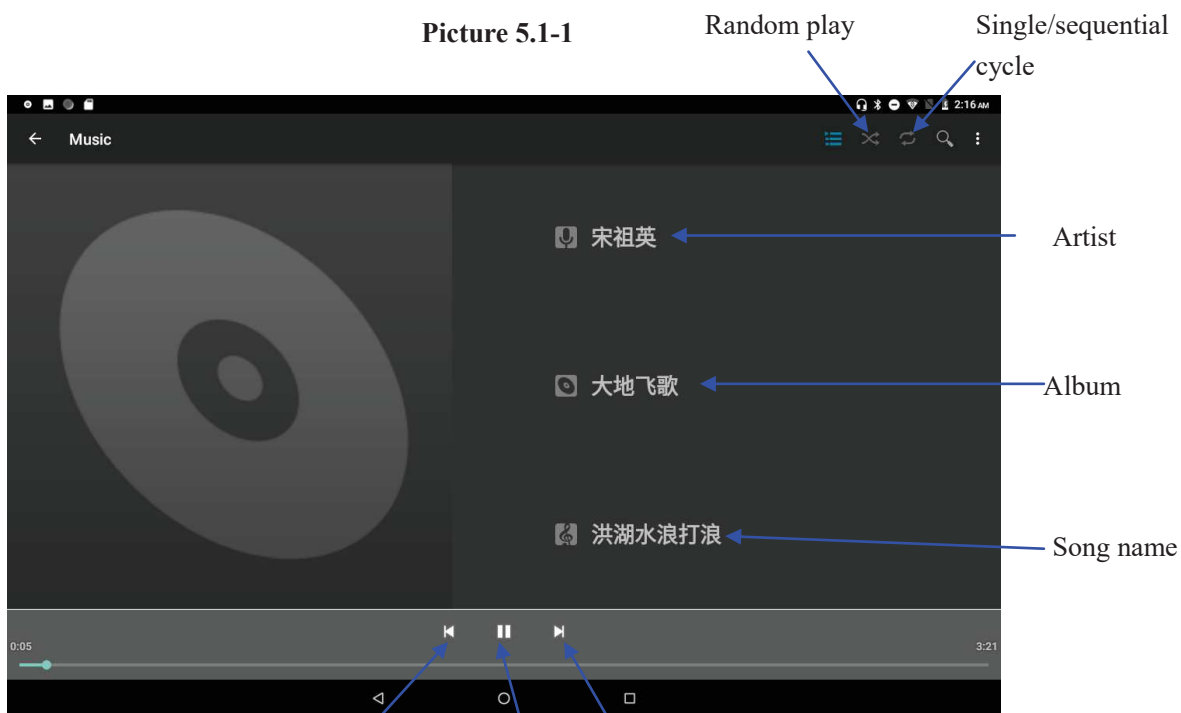 Picture 5.1-1
Random play
Single/sequential
cycle
2:16 AM
Music
宋祖英
Artist
大地飞歌
Album
洪湖水浪打浪
Song name
0:05
3:21